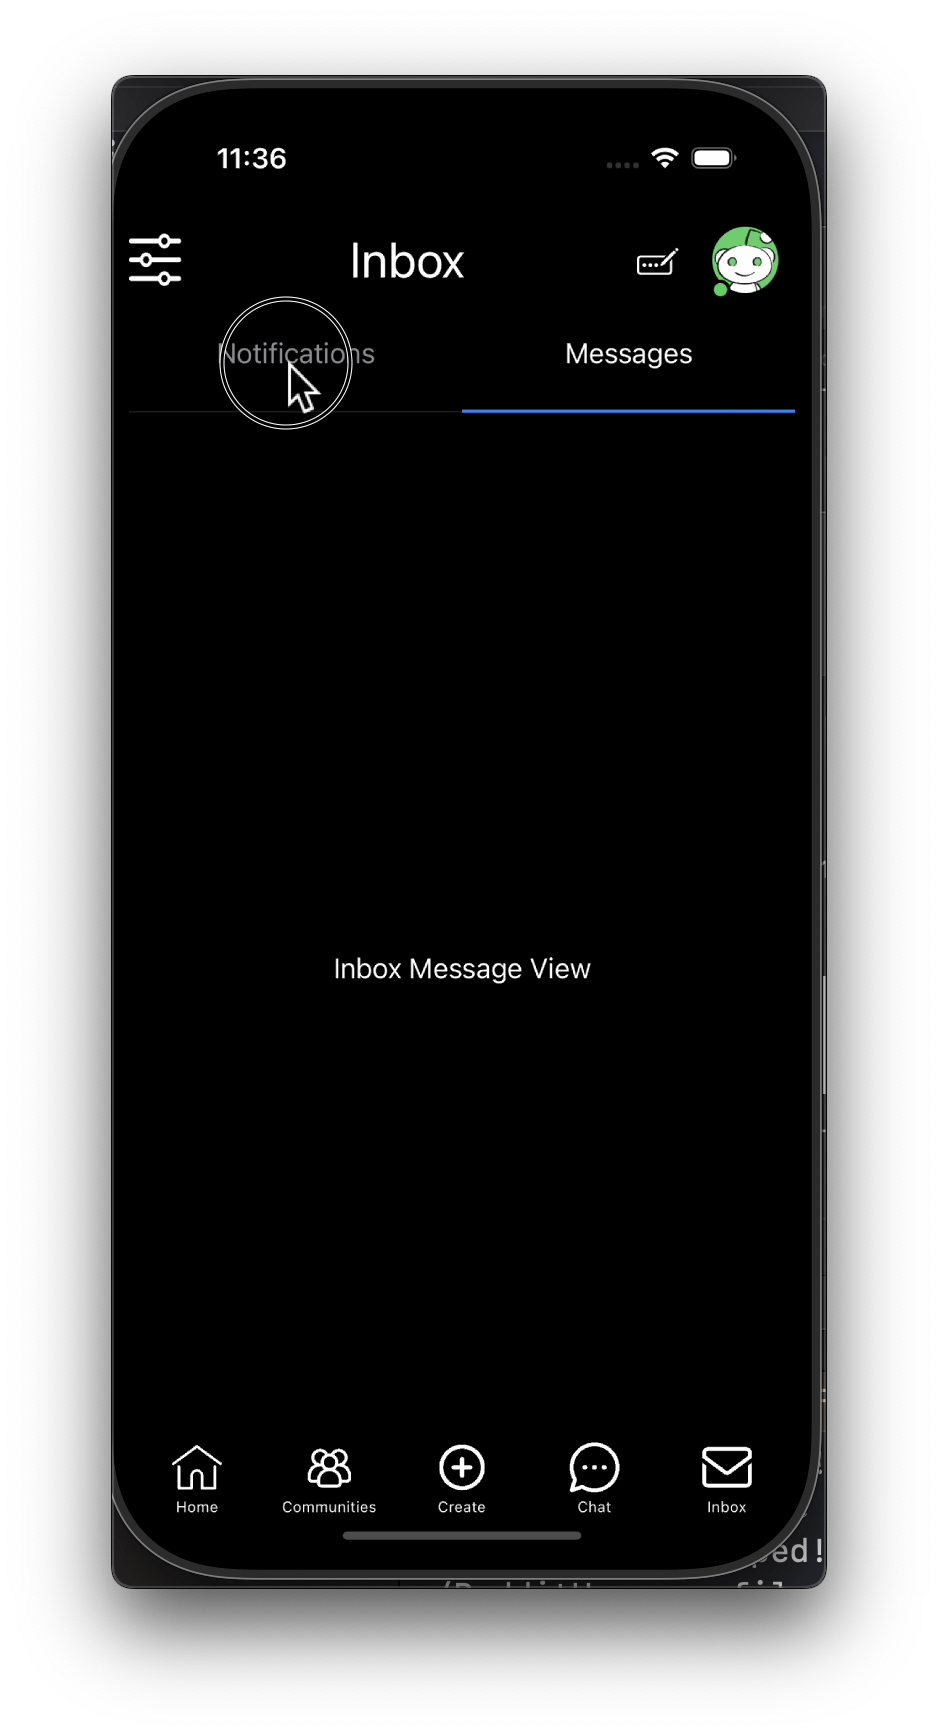 11:36
Inbox
Notifications
Messages
Inbox Message View
Home
Communities
Create
Chat
Inbox